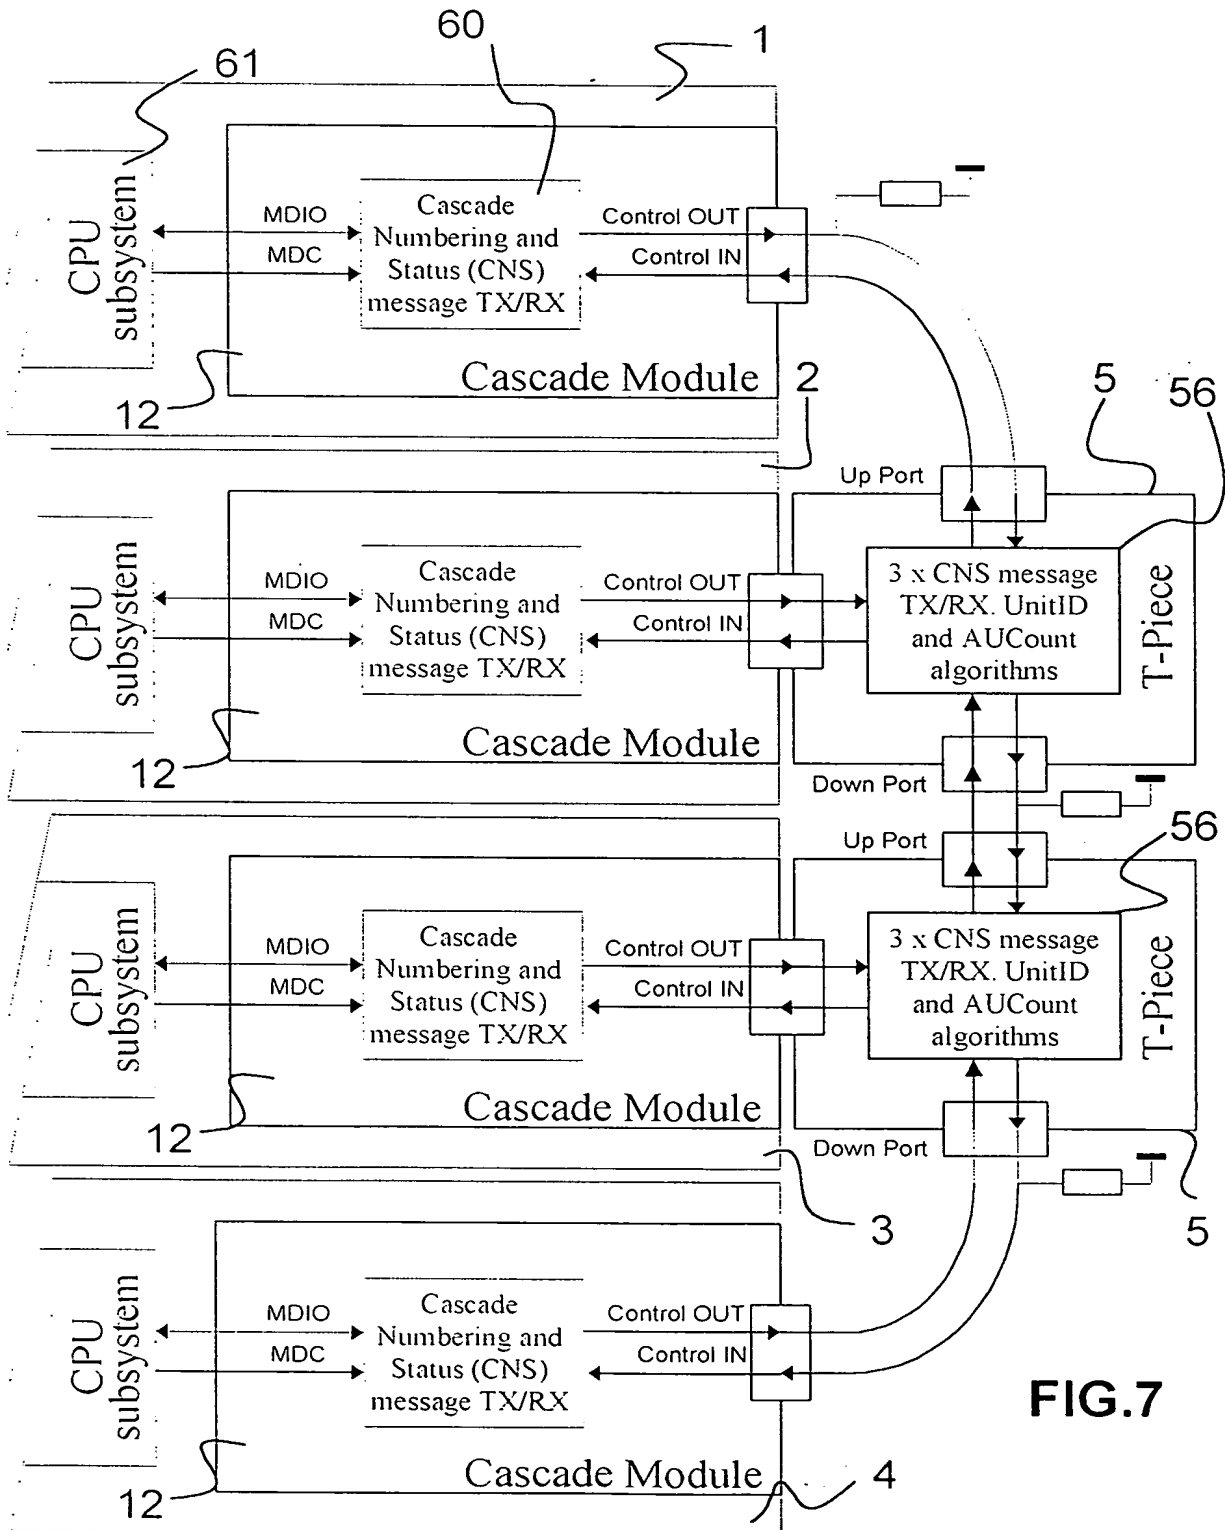 60
1
61
CPU
subsystem
MDIO
MDC
Cascade
Numbering and
Status (CNS)
message TX/RX
Control OUT
Control IN
12
Cascade Module
2
5
56
Up Port
CPU
subsystem
MDIO
MDC
Cascade
Numbering and
Status (CNS)
message TX/RX
Control OUT
Control IN
3 x CNS message
TX/RX. UnitID
and AUCount
algorithms
T-Piece
12
Cascade Module
Down Port
Up Port
56
CPU
subsystem
MDIO
MDC
Cascade
Numbering and
Status (CNS)
message TX/RX
Control OUT
Control IN
3 x CNS message
TX/RX. UnitID
and AUCount
algorithms
T-Piece
12
Cascade Module
Down Port
3
5
CPU
subsystem
MDIO
MDC
Cascade
Numbering and
Status (CNS)
message TX/RX
Control OUT
Control IN
12
Cascade Module
4
FIG.7